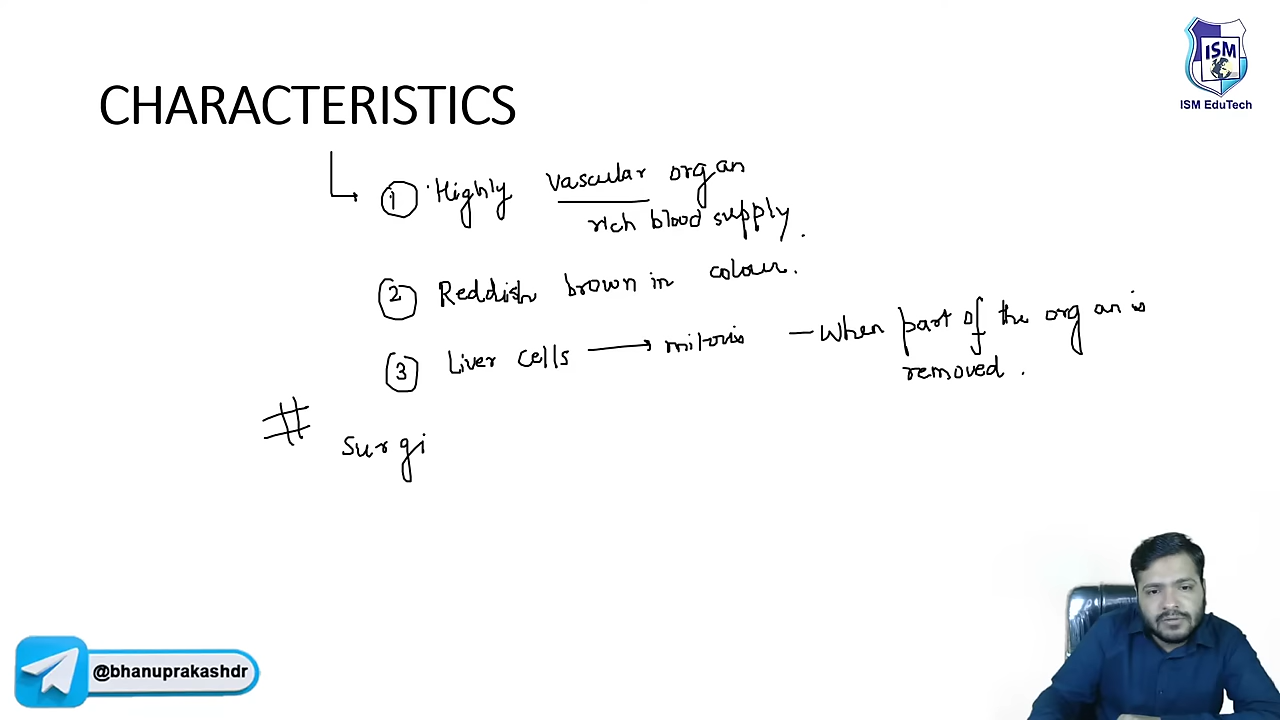 ISM
ISM EduTech
CHARACTERISTICS
① Highly vascular organ
rich blood supply.
② Reddish brown in colour.
③ Liver cells → mitosis — When part of the organ is
removed.
# Surgi
@bhanuprakashdr